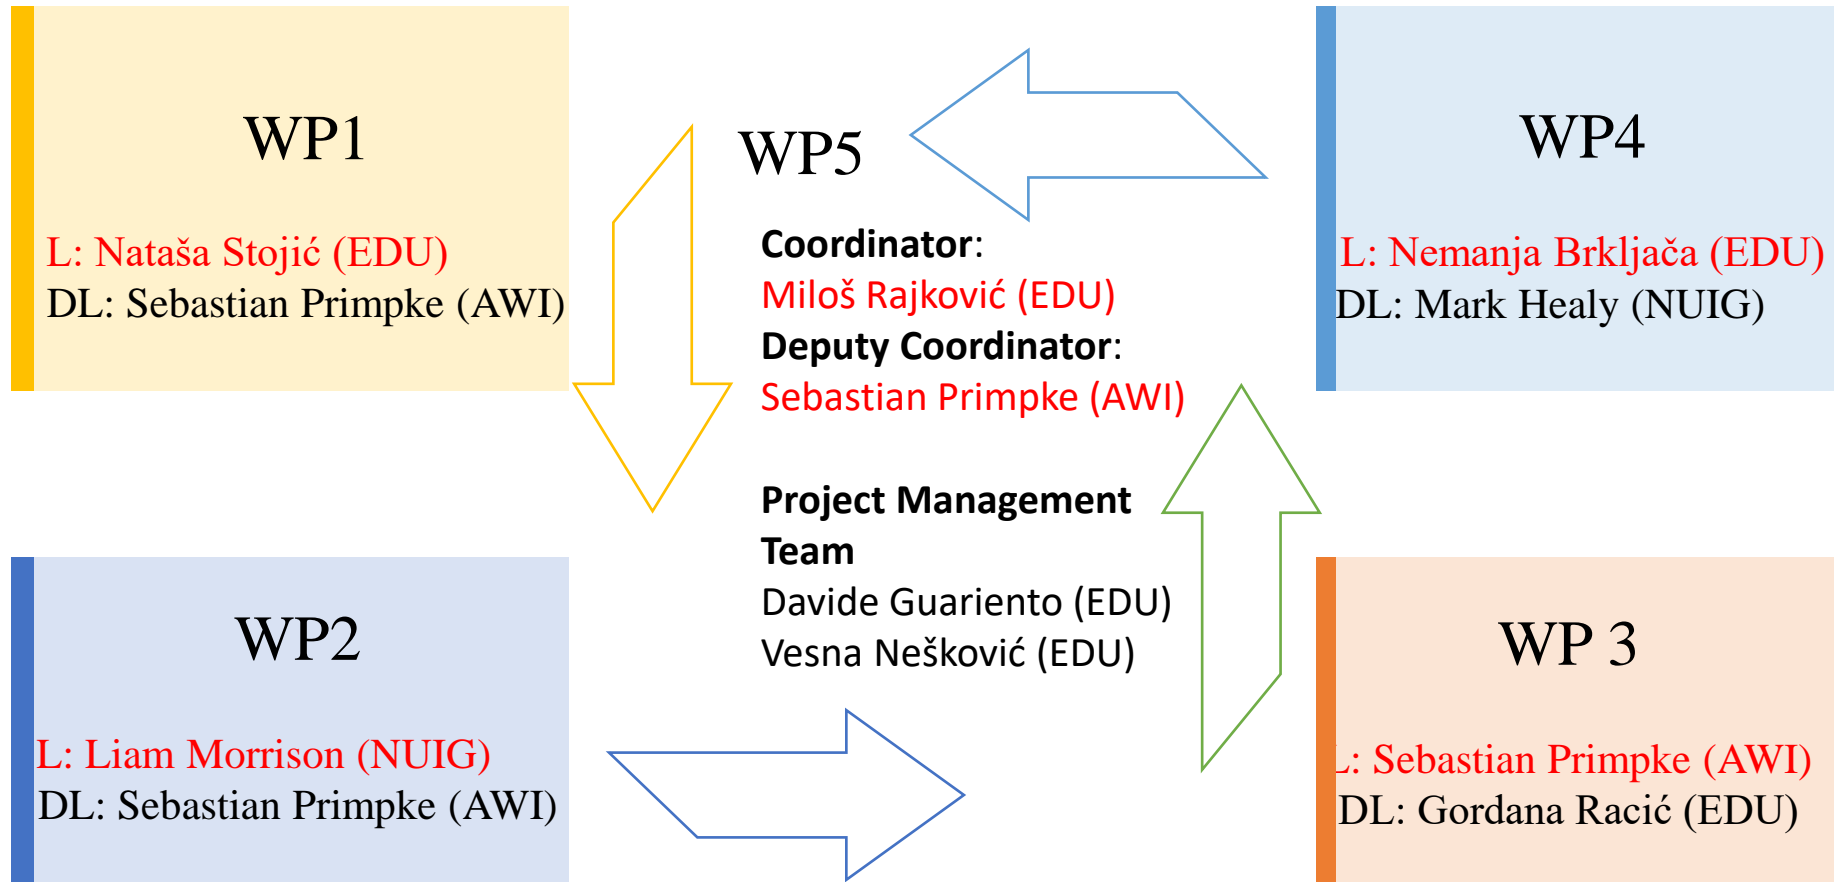 WP1
L: Nataša Stojić (EDU)
DL: Sebastian Primpke (AWI)
WP5
Coordinator:
Miloš Rajković (EDU)
Deputy Coordinator:
Sebastian Primpke (AWI)
Project Management
Team
Davide Guariento (EDU)
Vesna Nešković (EDU)
WP4
L: Nemanja Brkljača (EDU)
DL: Mark Healy (NUIG)
WP2
L: Liam Morrison (NUIG)
DL: Sebastian Primpke (AWI)
WP 3
L: Sebastian Primpke (AWI)
DL: Gordana Racić (EDU)